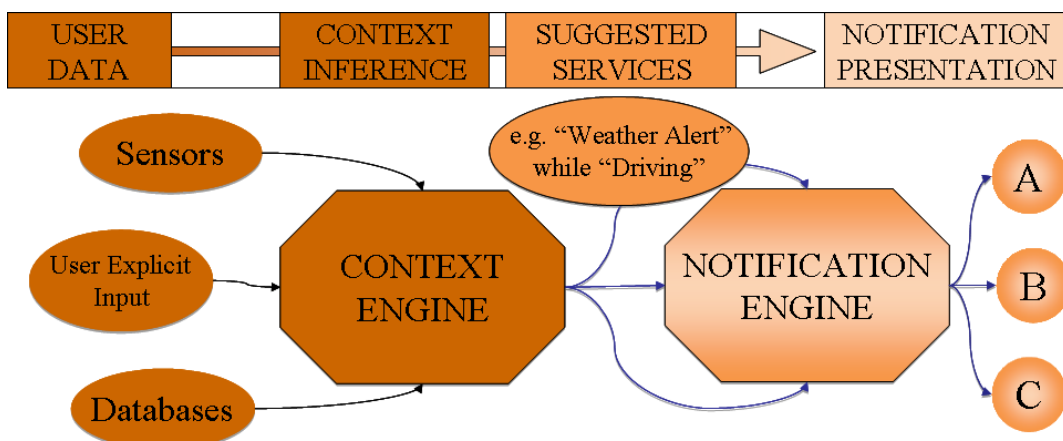 USER
DATA
CONTEXT
INFERENCE
SUGGESTED
SERVICES
NOTIFICATION
PRESENTATION
e.g. “Weather Alert”
while “Driving”
Sensors
User Explicit
Input
Databases
CONTEXT
ENGINE
NOTIFICATION
ENGINE
A
B
C